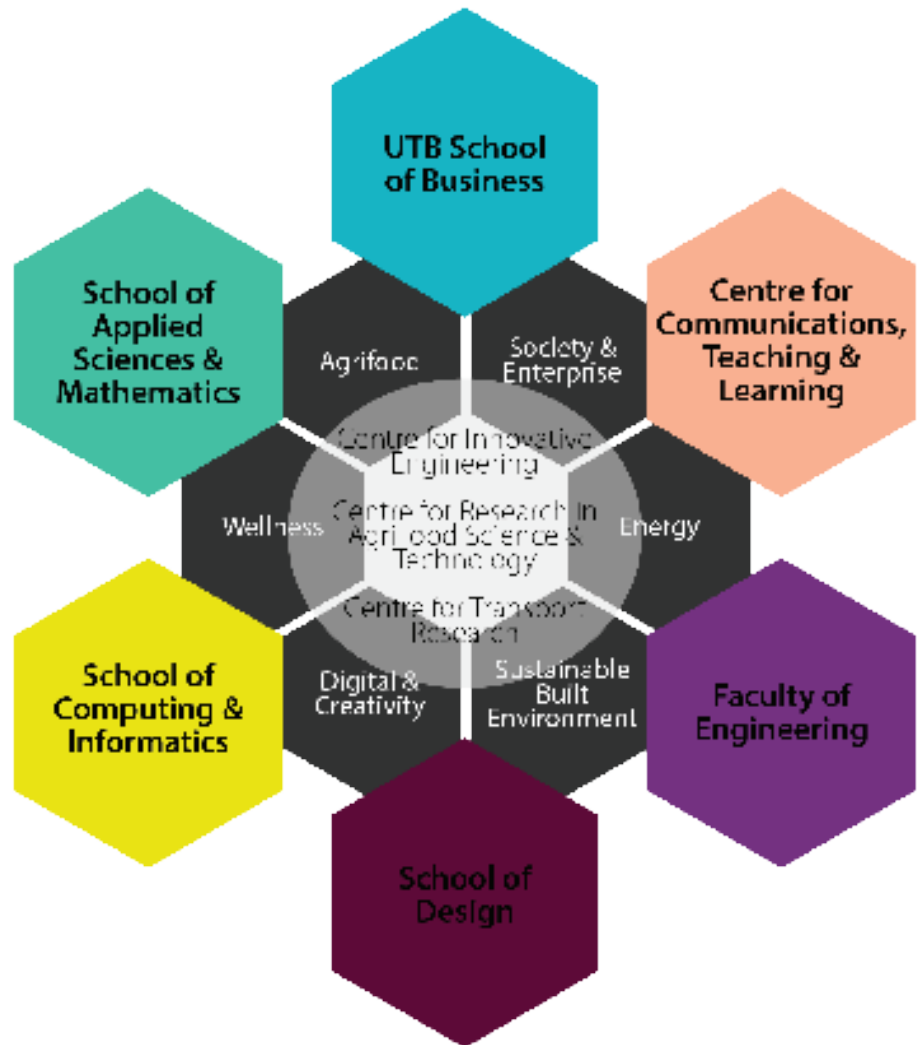 UTB School
of Business
School of
Applied
Sciences &
Mathematics
Centre for
Communications,
Teaching &
Learning
Agrifood
Society &
Enterprise
Centre for Innovative
Engineering
Wellness
Centre for Research in
Agrifood Science &
Technology
Energy
Centre for Transport
Research
Digital &
Creativity
Sustainable
Built
Environment
School of
Computing &
Informatics
Faculty of
Engineering
School of
Design